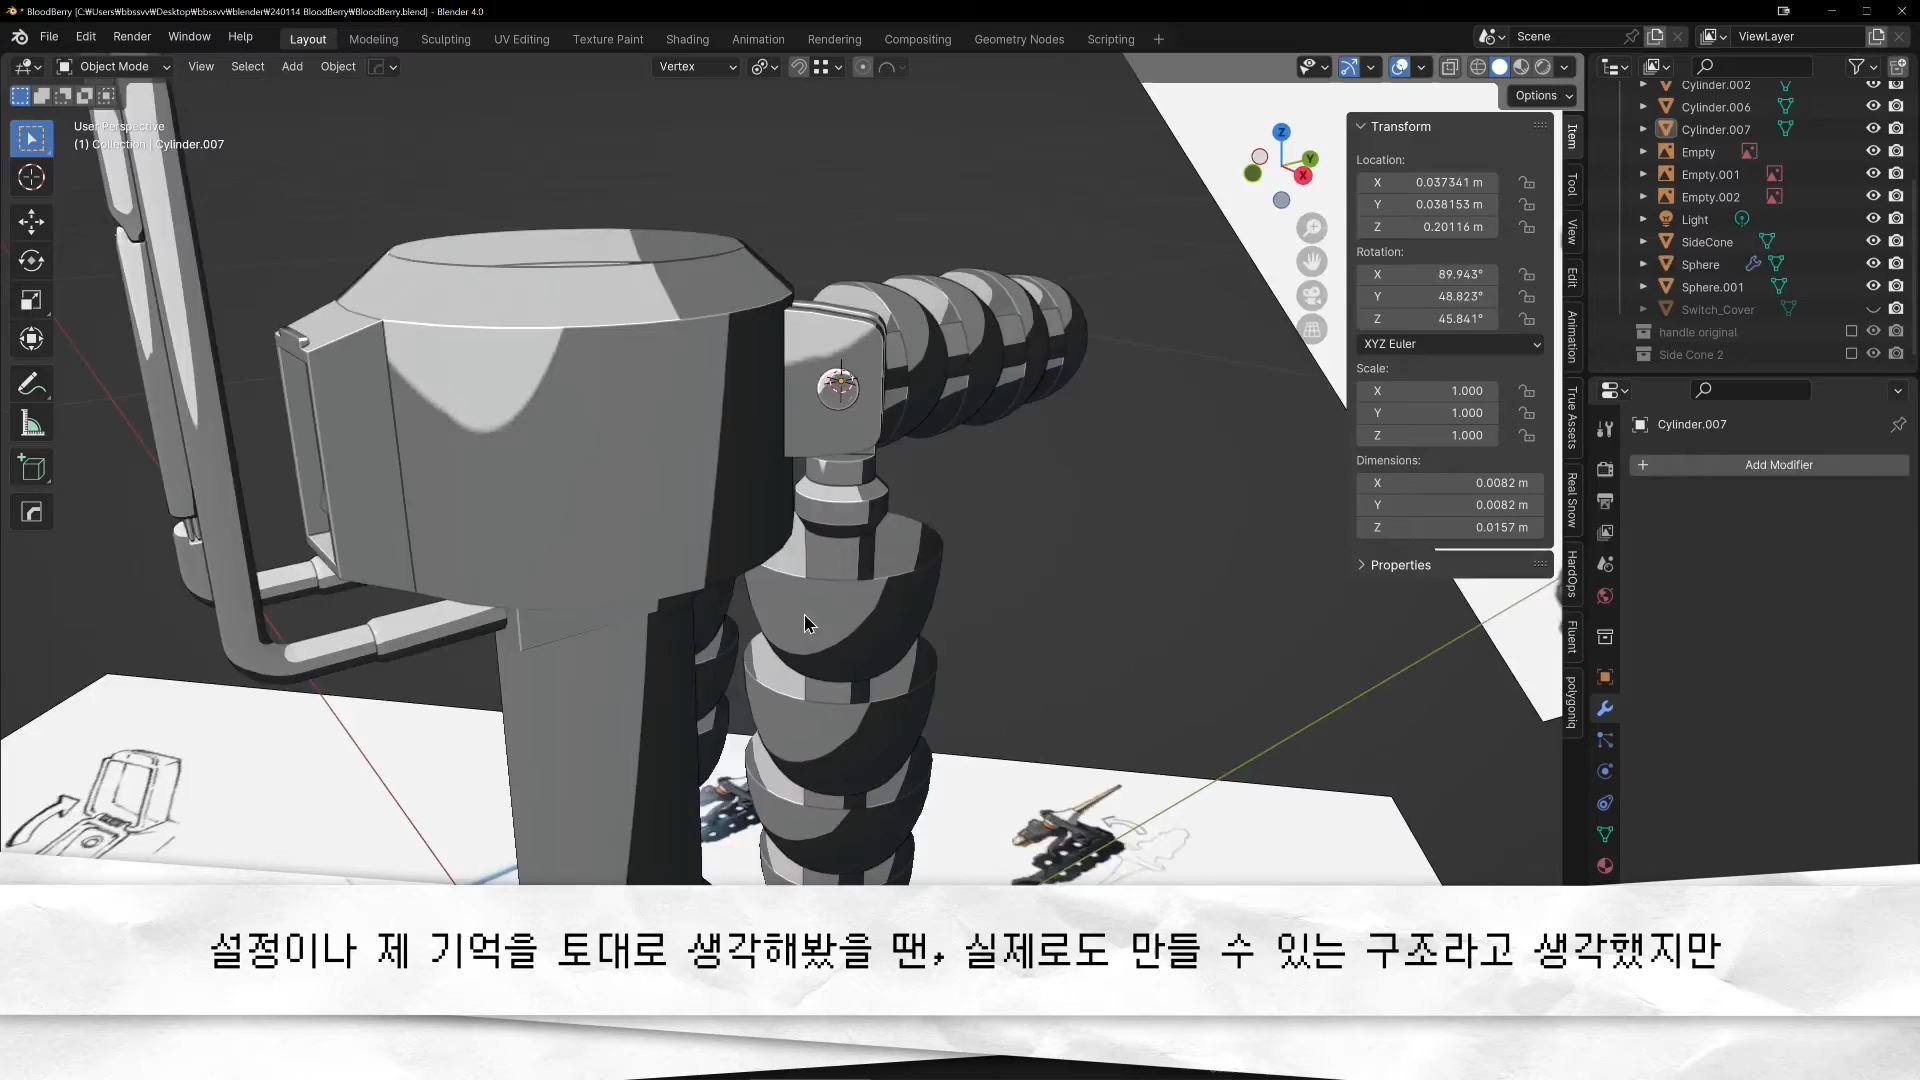 * BloodBerry [C:₩Users₩bbssvv₩Desktop₩bbssvv₩blender₩240114 BloodBerry₩BloodBerry.blend] - Blender 4.0
File Edit Render Window Help
Layout Modeling Sculpting UV Editing Texture Paint Shading Animation Rendering Compositing Geometry Nodes Scripting +
Scene
ViewLayer
Object Mode View Select Add Object
Vertex
Options
User Perspective
(1) Collection | Cylinder.007
Transform
Location:
X 0.037341 m
Y 0.038153 m
Z 0.20116 m
Rotation:
X 89.943°
Y 48.823°
Z 45.841°
XYZ Euler
Scale:
X 1.000
Y 1.000
Z 1.000
Dimensions:
X 0.0082 m
Y 0.0082 m
Z 0.0157 m
Properties
Z
Y
X
Item
Tool
View
Edit
Animation
True Assets
Real Snow
HardOps
Fluent
polygoniq
Cylinder.002
Cylinder.006
Cylinder.007
Empty
Empty.001
Empty.002
Light
SideCone
Sphere
Sphere.001
Switch_Cover
handle original
Side Cone 2
Cylinder.007
+ Add Modifier
설정이나 제 기억을 토대로 생각해봤을 땐, 실제로도 만들 수 있는 구조라고 생각했지만